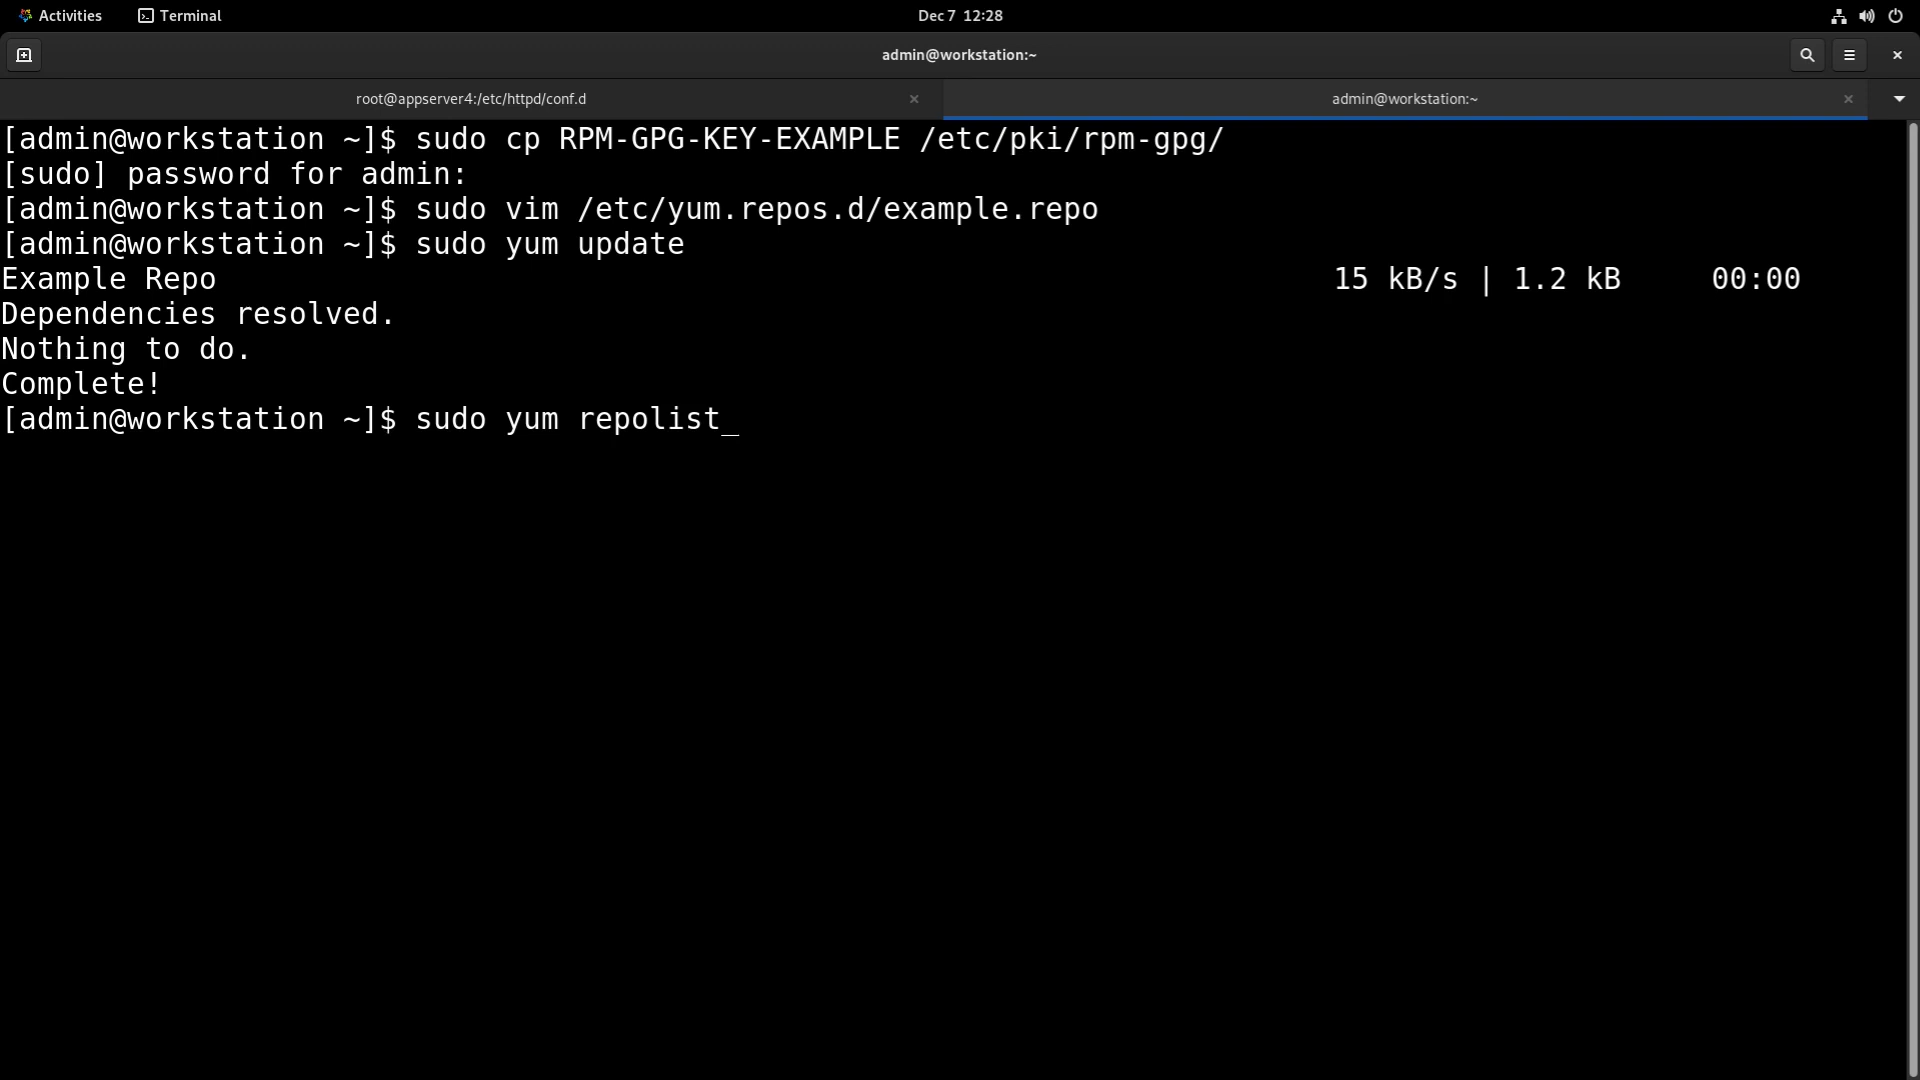 Activities Terminal Dec 7 12:28
admin@workstation:~
root@appserver4:/etc/httpd/conf.d admin@workstation:~
[admin@workstation ~]$ sudo cp RPM-GPG-KEY-EXAMPLE /etc/pki/rpm-gpg/
[sudo] password for admin:
[admin@workstation ~]$ sudo vim /etc/yum.repos.d/example.repo
[admin@workstation ~]$ sudo yum update
Example Repo 15 kB/s | 1.2 kB 00:00
Dependencies resolved.
Nothing to do.
Complete!
[admin@workstation ~]$ sudo yum repolist_